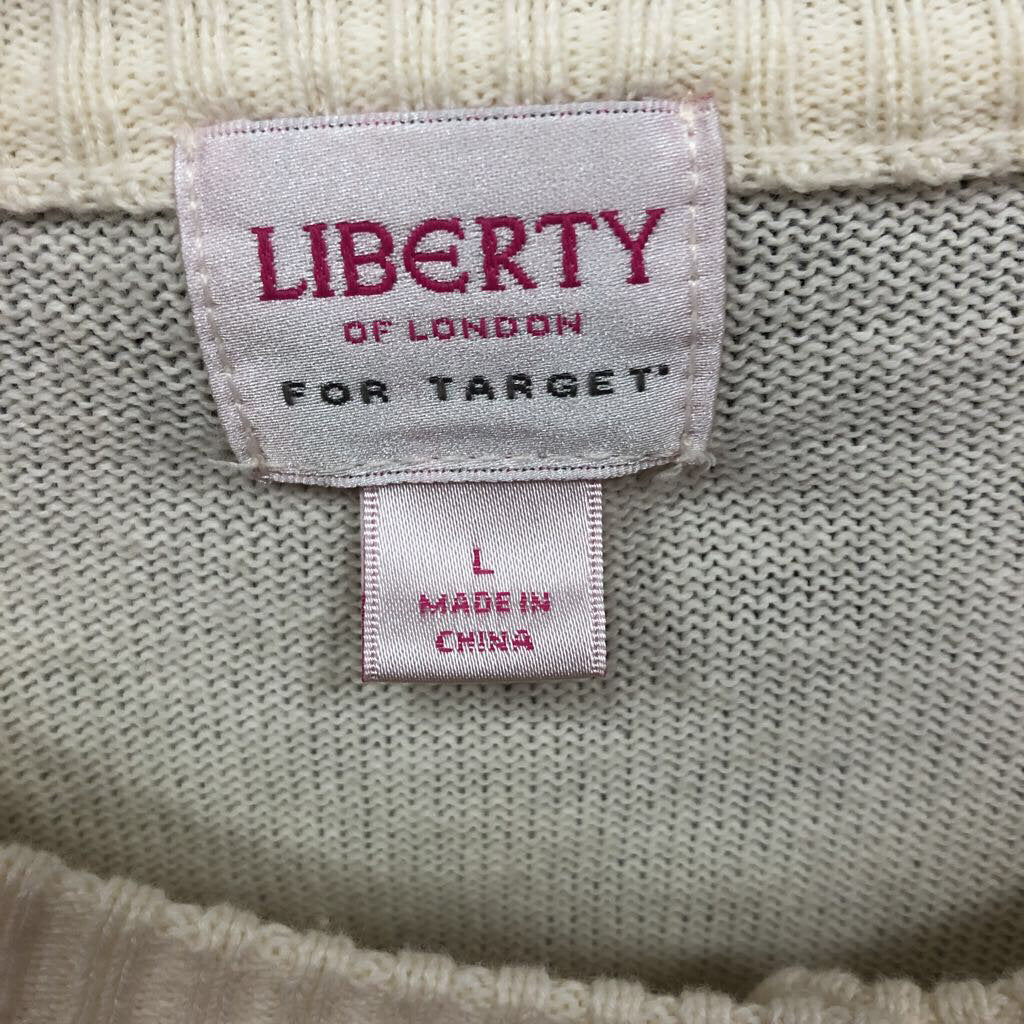 LIBERTY
OF LONDON
FOR TARGET
L
MADE IN
CHINA